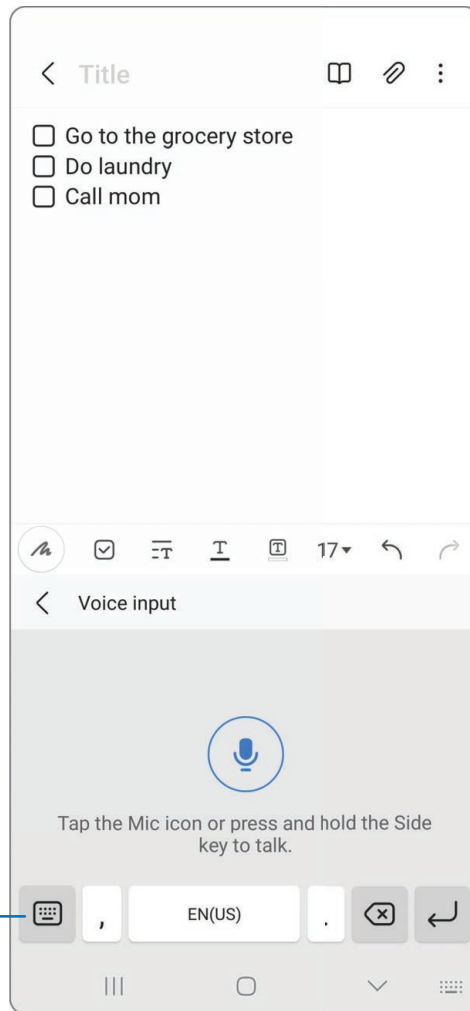 Title
Go to the grocery store
Do laundry
Call mom
17
Voice input
Tap the Mic icon or press and hold the Side
key to talk.
, EN(US) .